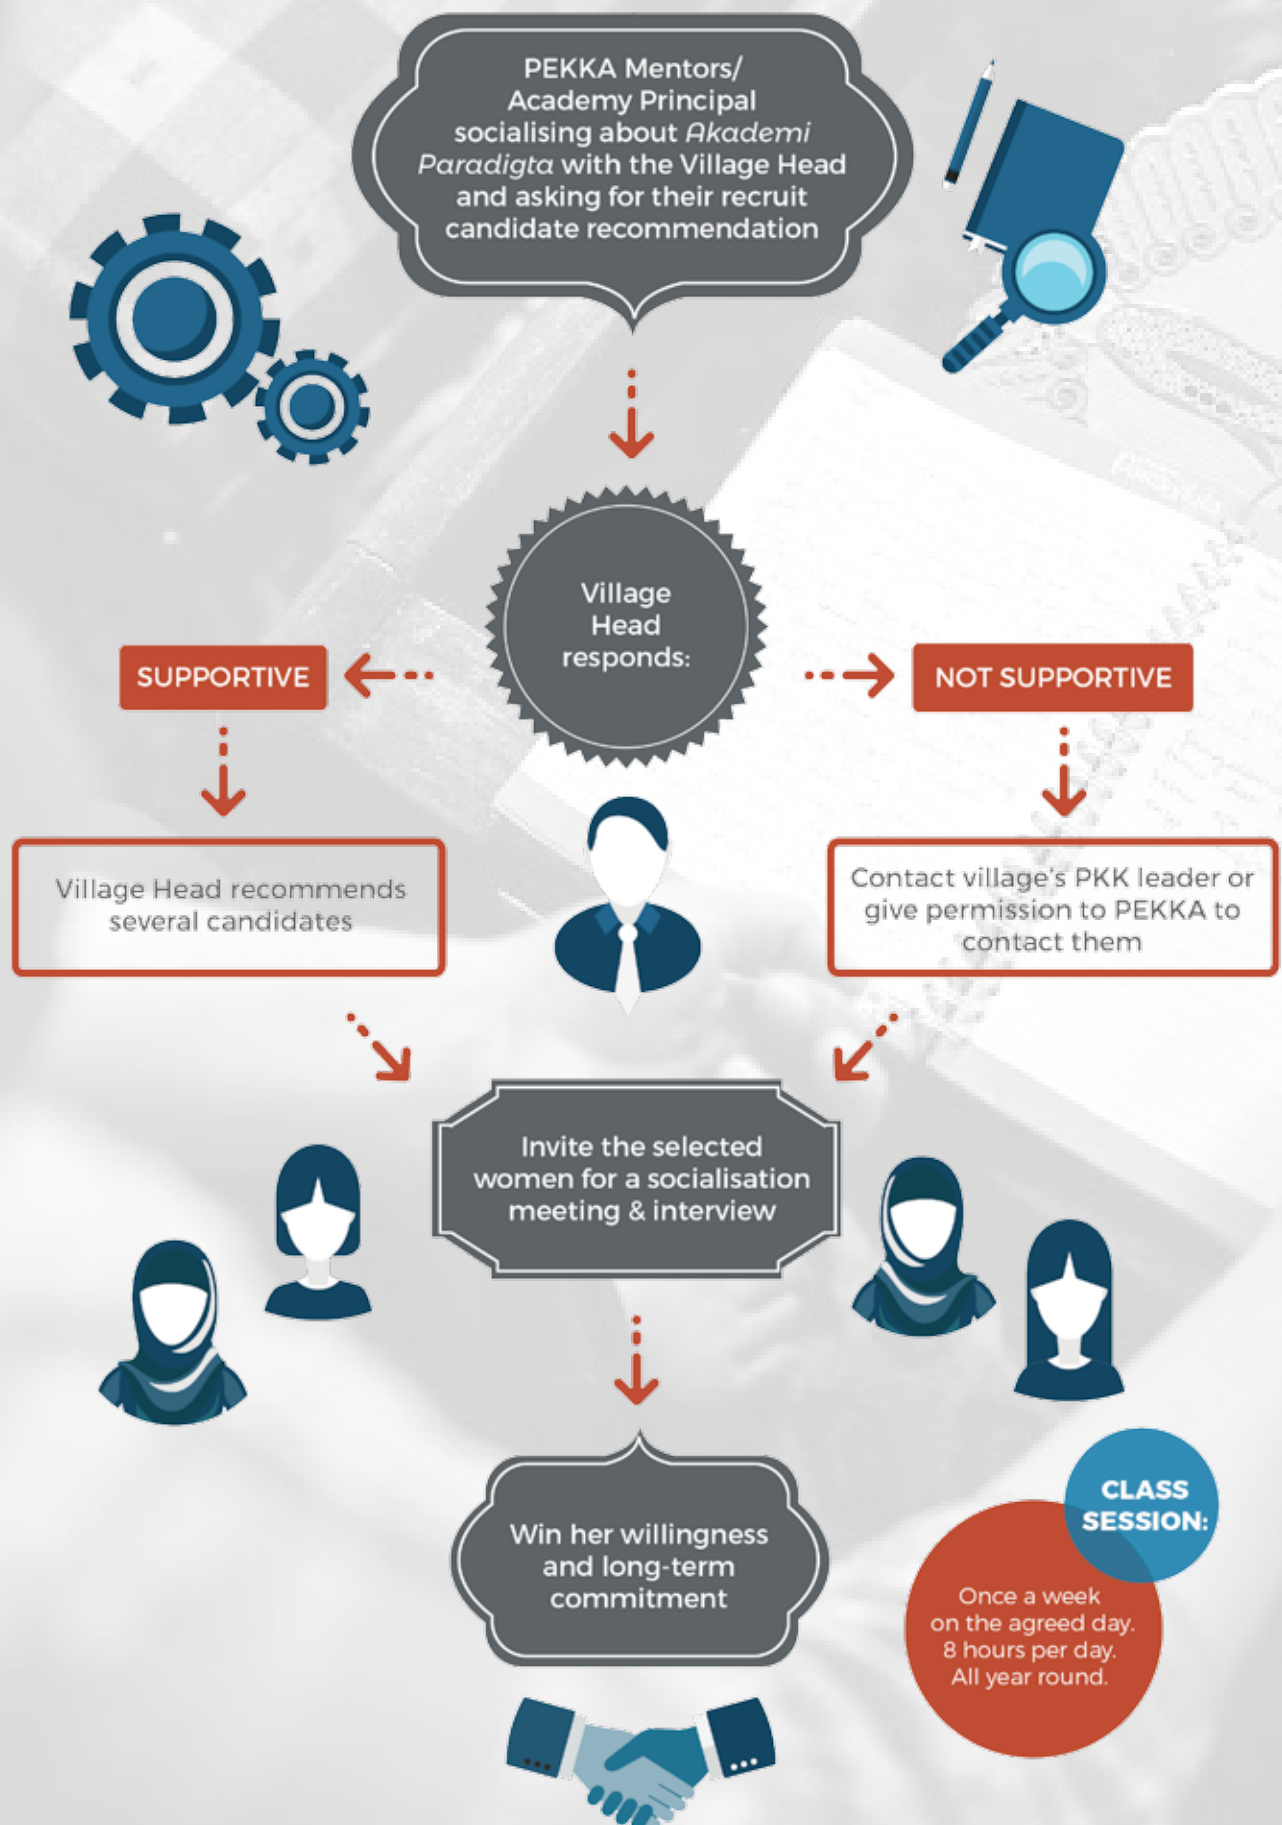 PEKKA Mentors/
Academy Principal
socialising about Akademi
Paradigta with the Village Head
and asking for their recruit
candidate recommendation
Village
Head
responds:
SUPPORTIVE
NOT SUPPORTIVE
Village Head recommends
several candidates
Contact village's PKK leader or
give permission to PEKKA to
contact them
Invite the selected
women for a socialisation
meeting & interview
Win her willingness
and long-term
commitment
CLASS
SESSION:
Once a week
on the agreed day.
8 hours per day.
All year round.